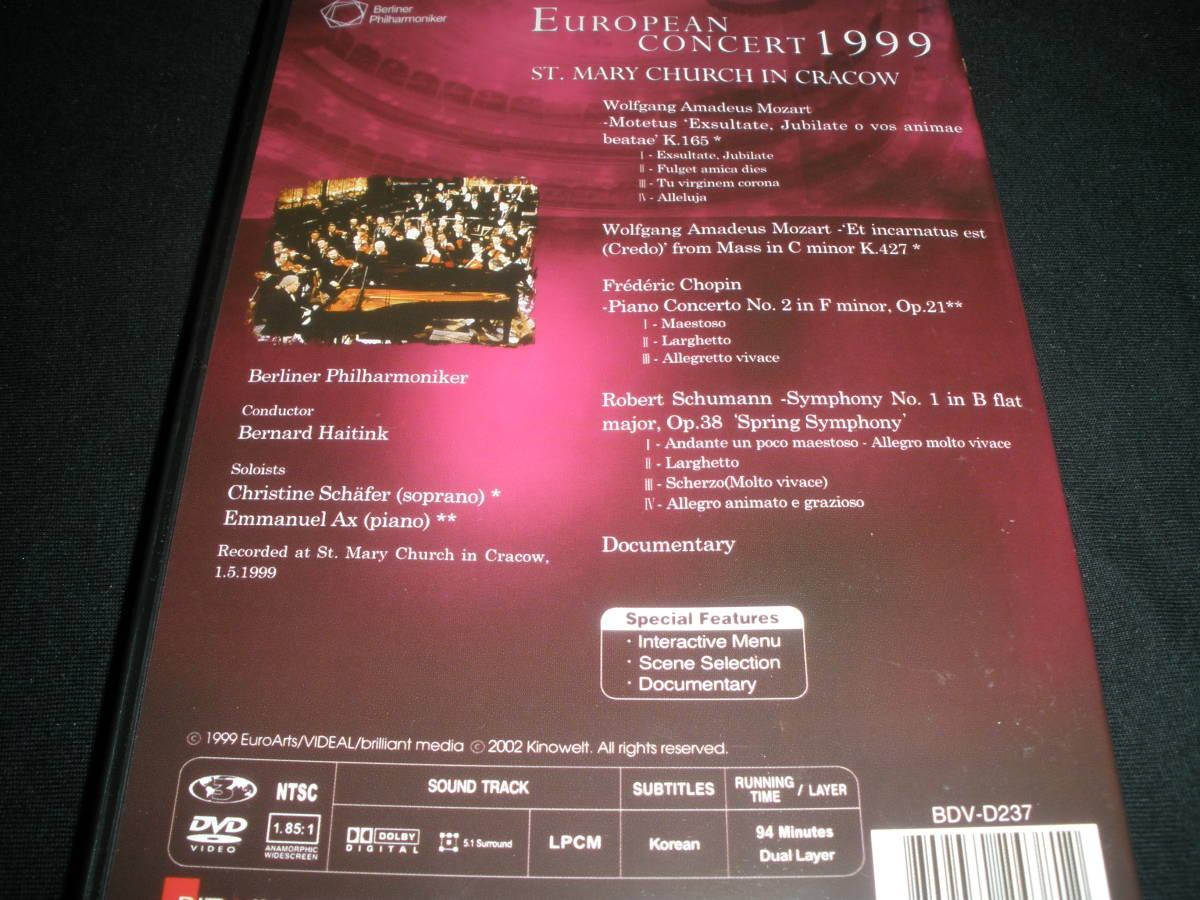 Berliner
Philharmoniker
EUROPEAN
CONCERT 1999
ST. MARY CHURCH IN CRACOW
Wolfgang Amadeus Mozart
-Motetus 'Exsultate, Jubilate o vos animae
beatae' K.165 *
Ⅰ - Exsultate, Jubilate
Ⅱ - Fulget amica dies
Ⅲ - Tu virginem corona
Ⅳ - Alleluja
Wolfgang Amadeus Mozart -'Et incarnatus est
(Credo)' from Mass in C minor K.427 *
Frédéric Chopin
-Piano Concerto No. 2 in F minor, Op.21**
Ⅰ - Maestoso
Ⅱ - Larghetto
Ⅲ - Allegretto vivace
Robert Schumann -Symphony No. 1 in B flat
major, Op.38 'Spring Symphony'
Ⅰ - Andante un poco maestoso - Allegro molto vivace
Ⅱ - Larghetto
Ⅲ - Scherzo(Molto vivace)
Ⅳ - Allegro animato e grazioso
Documentary
Berliner Philharmoniker
Conductor
Bernard Haitink
Soloists
Christine Schäfer (soprano) *
Emmanuel Ax (piano) **
Recorded at St. Mary Church in Cracow,
1.5.1999
Special Features
· Interactive Menu
· Scene Selection
· Documentary
© 1999 EuroArts/VIDEAL/brilliant media © 2002 Kinowelt. All rights reserved.
3
NTSC
SOUND TRACK
SUBTITLES
RUNNING
TIME / LAYER
DVD
VIDEO
1.85:1
ANAMORPHIC
WIDESCREEN
DOLBY
DIGITAL
5.1 Surround
LPCM
Korean
94 Minutes
Dual Layer
BDV-D237